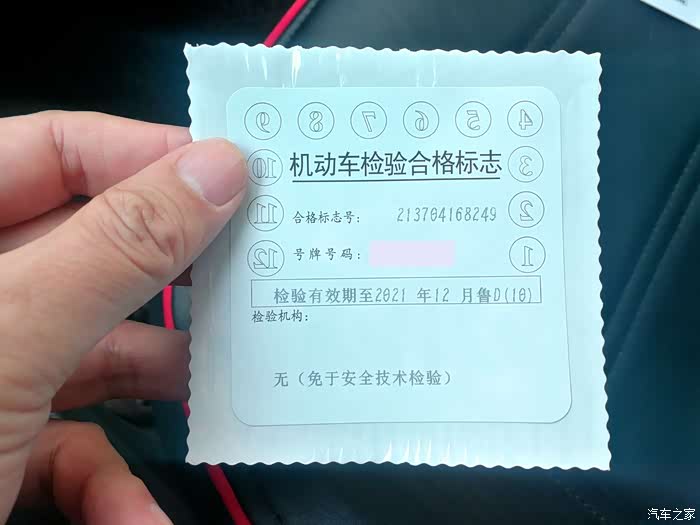 9 8 7 6 5 4
10 机动车检验合格标志 3
11 合格标志号: 213704168249 2
12 号牌号码: 1
检验有效期至2021 年12 月鲁D(10)
检验机构:
无（免于安全技术检验）
汽车之家